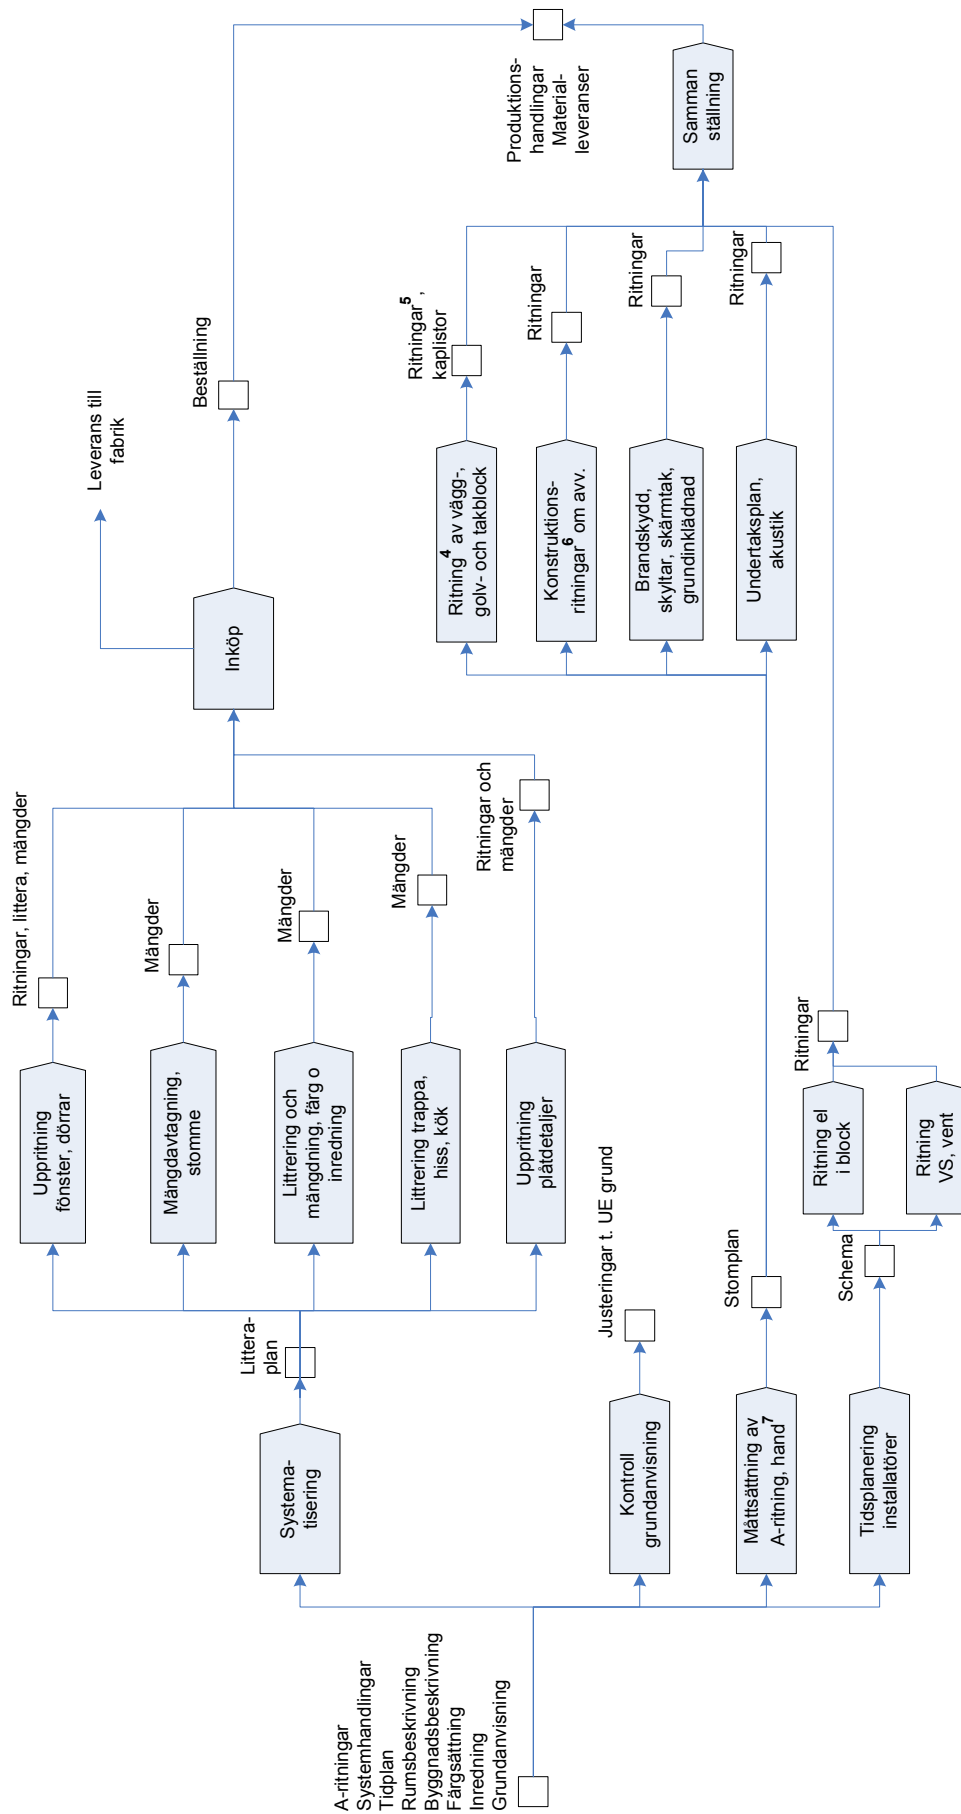 A-ritningar
Systemhandlingar
Tidplan
Rumsbeskrivning
Byggnadsbeskrivning
Färgsättning
Inredning
Grundanvisning
Systema-
tisering
Littera-
plan
Kontroll
grundanvisning
Justeringar t. UE grund
Måttsättning av
A-ritning, hand7
Stomplan
Tidsplanering
installatörer
Schema
Uppritning
fönster, dörrar
Ritningar, littera, mängder
Mängdavtagning,
stomme
Mängder
Littrering och
mängdning, färg o
inredning
Mängder
Littrering trappa,
hiss, kök
Mängder
Uppritning
plåtdetaljer
Ritningar och
mängder
Ritning el
i block
Ritning
VS, vent
Ritningar
Inköp
Leverans till
fabrik
Beställning
Ritning4 av vägg-,
golv- och takblock
Ritningar5,
kaplistor
Konstruktions-
ritningar6 om avv.
Ritningar
Brandskydd,
skyltar, skärmtak,
grundinklädnad
Ritningar
Undertaksplan,
akustik
Ritningar
Samman
ställning
Produktions-
handlingar
Material-
leveranser